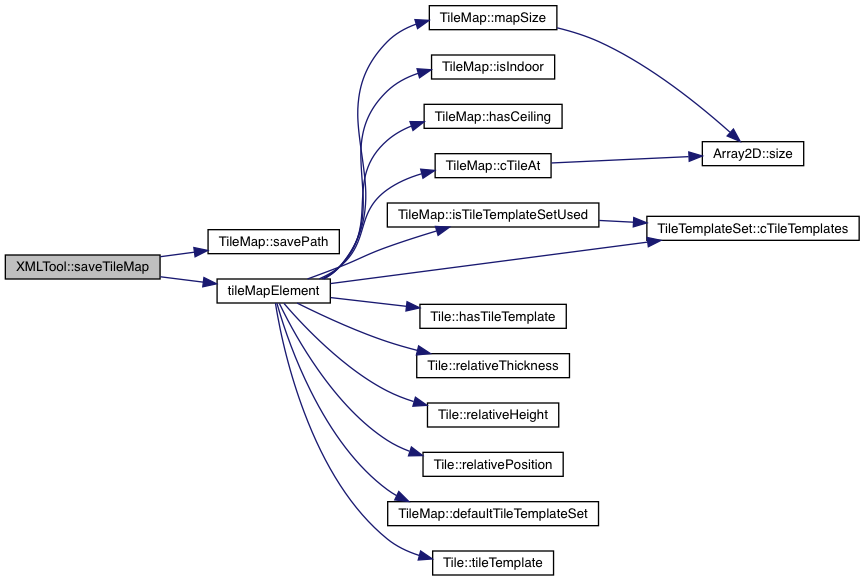 TileMap::mapSize
TileMap::isIndoor
TileMap::hasCeiling
Array2D::size
TileMap::cTileAt
TileMap::isTileTemplateSetUsed
TileTemplateSet::cTileTemplates
TileMap::savePath
XMLTool::saveTileMap
tileMapElement
Tile::hasTileTemplate
Tile::relativeThickness
Tile::relativeHeight
Tile::relativePosition
TileMap::defaultTileTemplateSet
Tile::tileTemplate